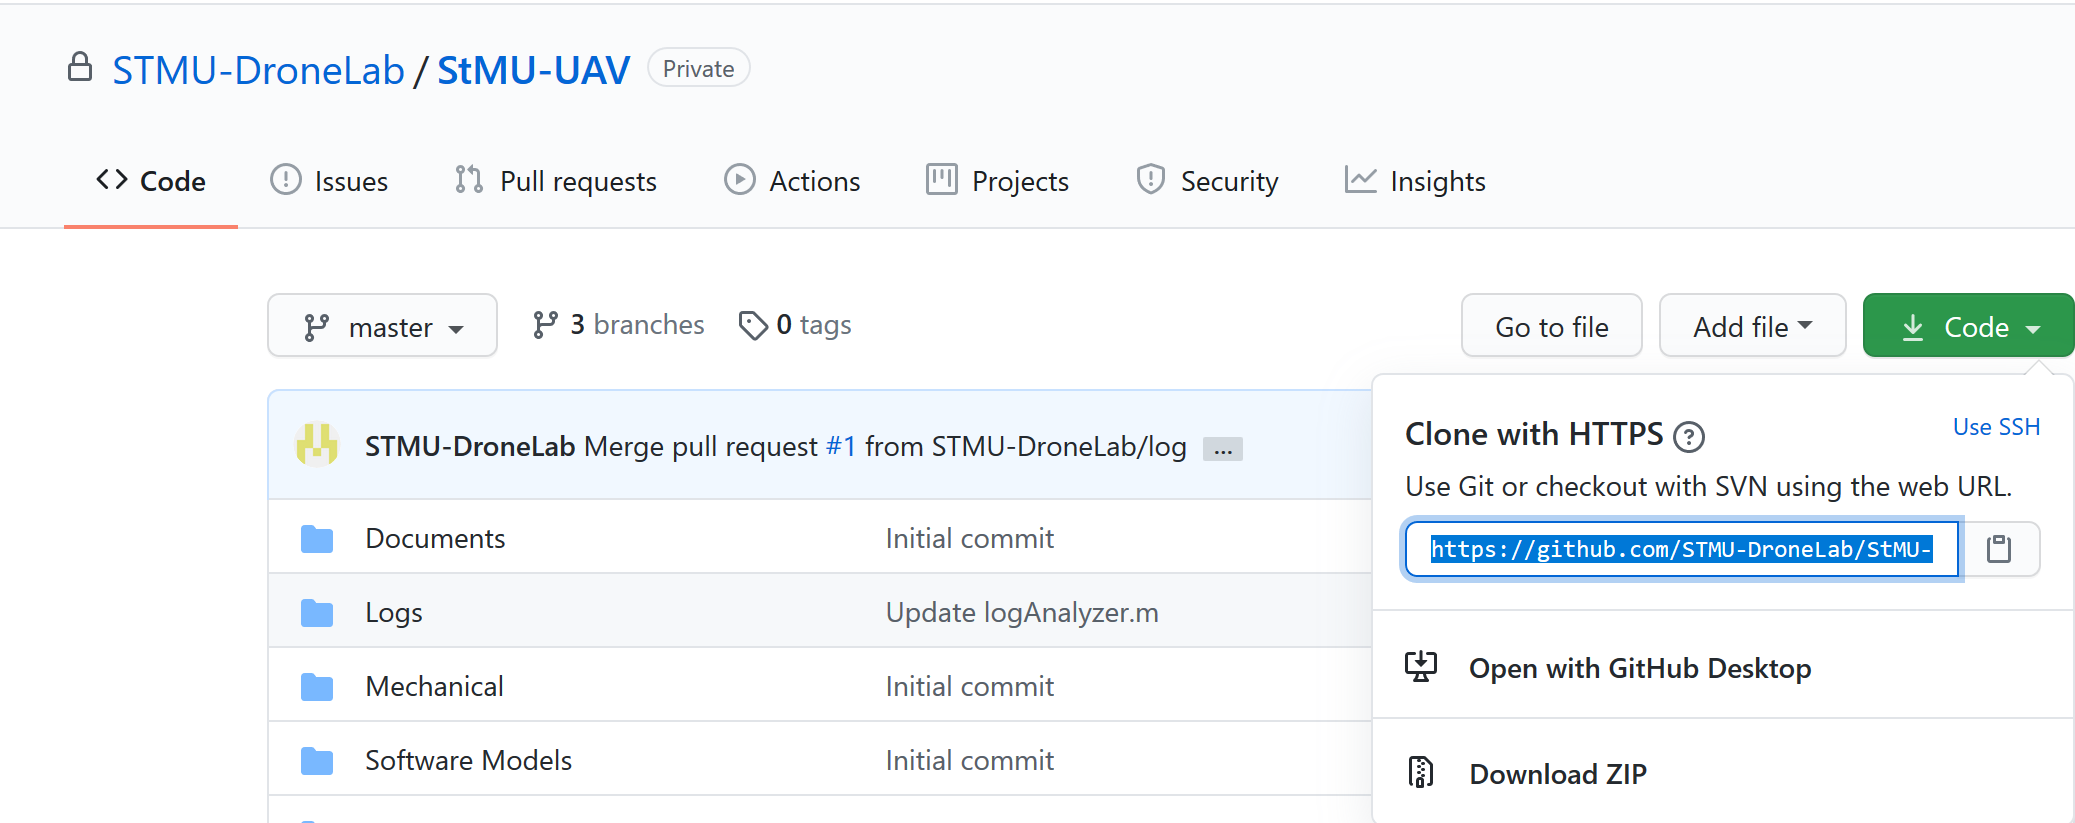 STMU-DroneLab / StMU-UAV Private
Code Issues Pull requests Actions Projects Security Insights
master 3 branches 0 tags Go to file Add file Code
STMU-DroneLab Merge pull request #1 from STMU-DroneLab/log ...
Documents Initial commit
Logs Update logAnalyzer.m
Mechanical Initial commit
Software Models Initial commit
Clone with HTTPS ? Use SSH
Use Git or checkout with SVN using the web URL.
https://github.com/STMU-DroneLab/StMU-
Open with GitHub Desktop
Download ZIP